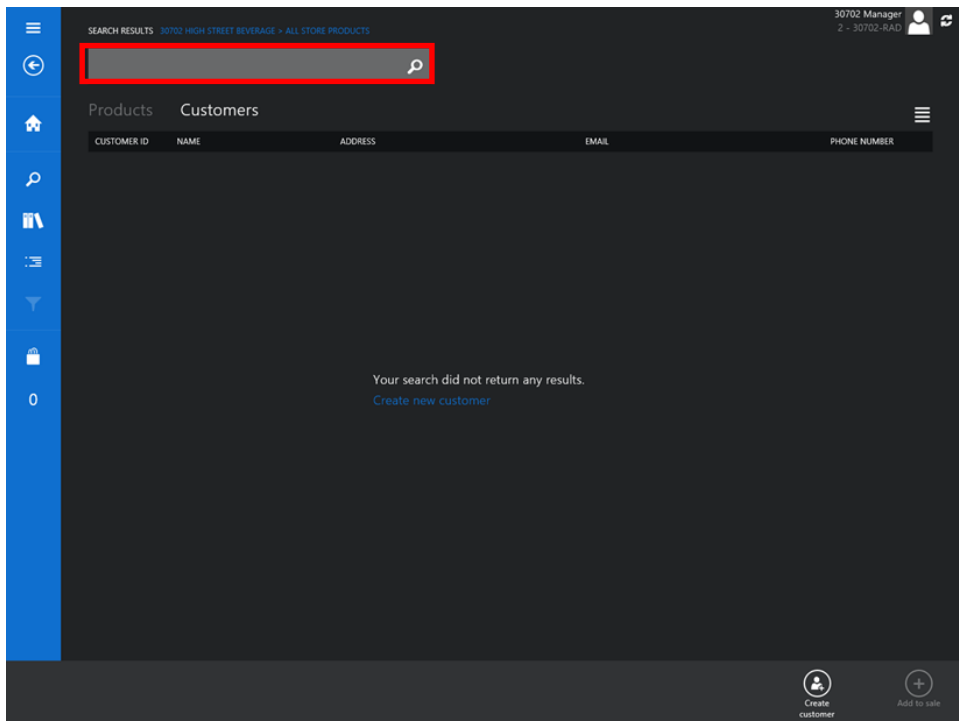 30702 Manager
SEARCH RESULTS 30702 HIGH STREET BEVERAGE > ALL STORE PRODUCTS
2 - 30702-RAD
Products Customers
CUSTOMER ID NAME ADDRESS EMAIL PHONE NUMBER
Your search did not return any results.
Create new customer
0
Create
customer
Add to sale